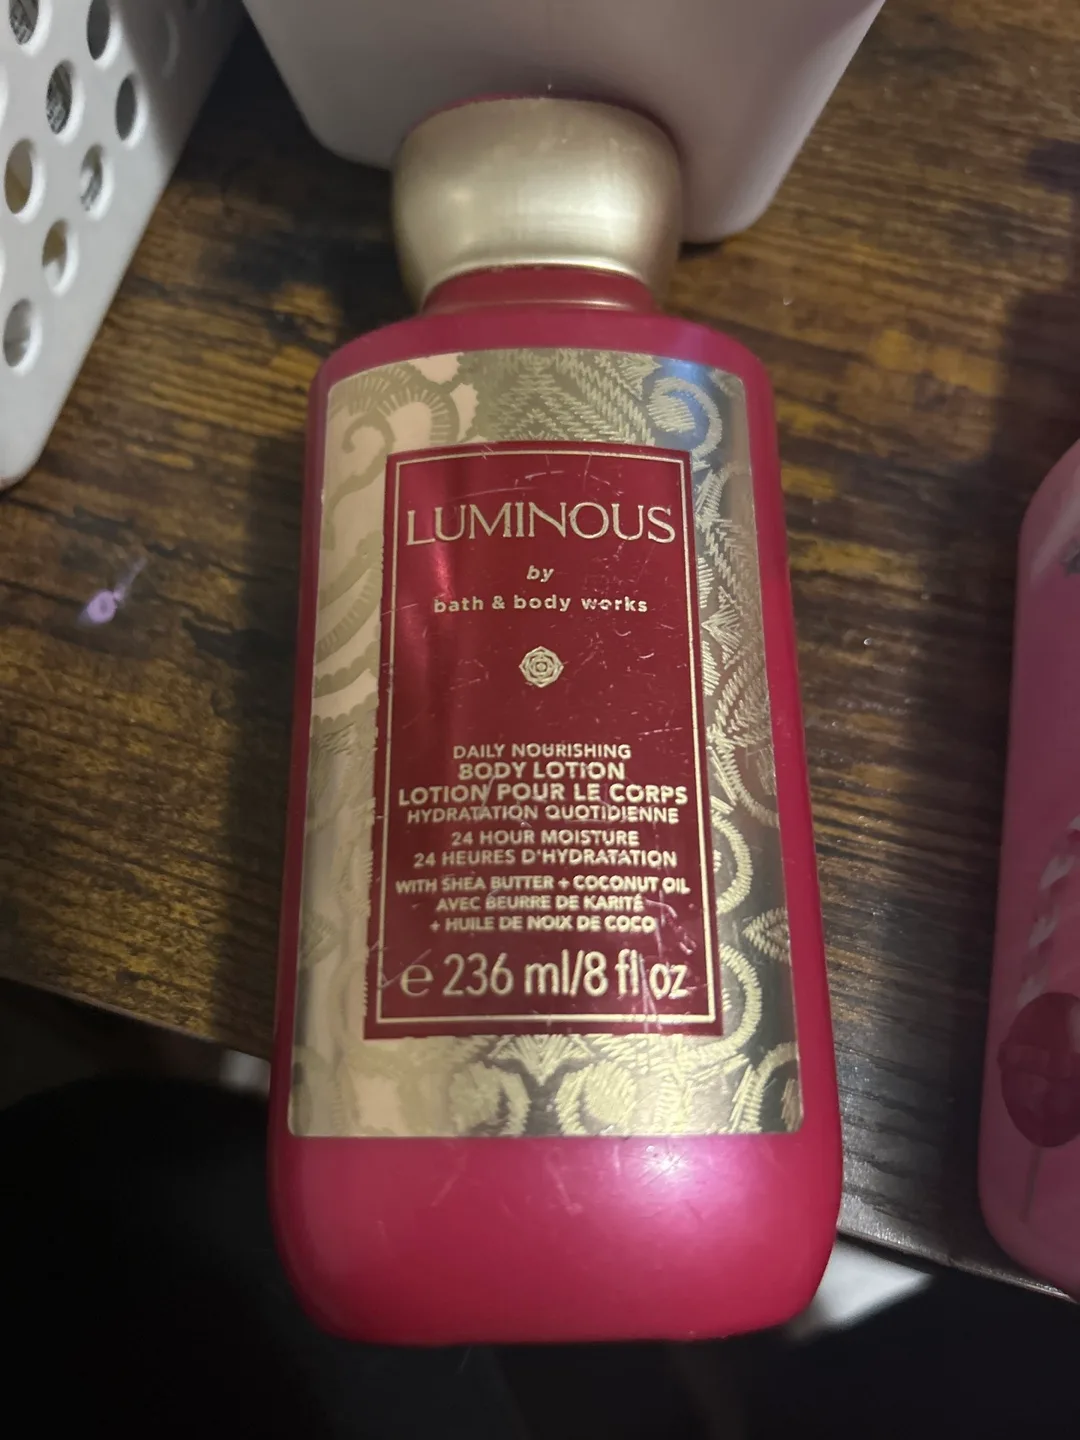 LUMINOUS
by
bath & body works
DAILY NOURISHING
BODY LOTION
LOTION POUR LE CORPS
HYDRATATION QUOTIDIENNE
24 HOUR MOISTURE
24 HEURES D'HYDRATATION
WITH SHEA BUTTER + COCONUT OIL
AVEC BEURRE DE KARITÉ
+ HUILE DE NOIX DE COCO
℮ 236 ml/8 fl oz